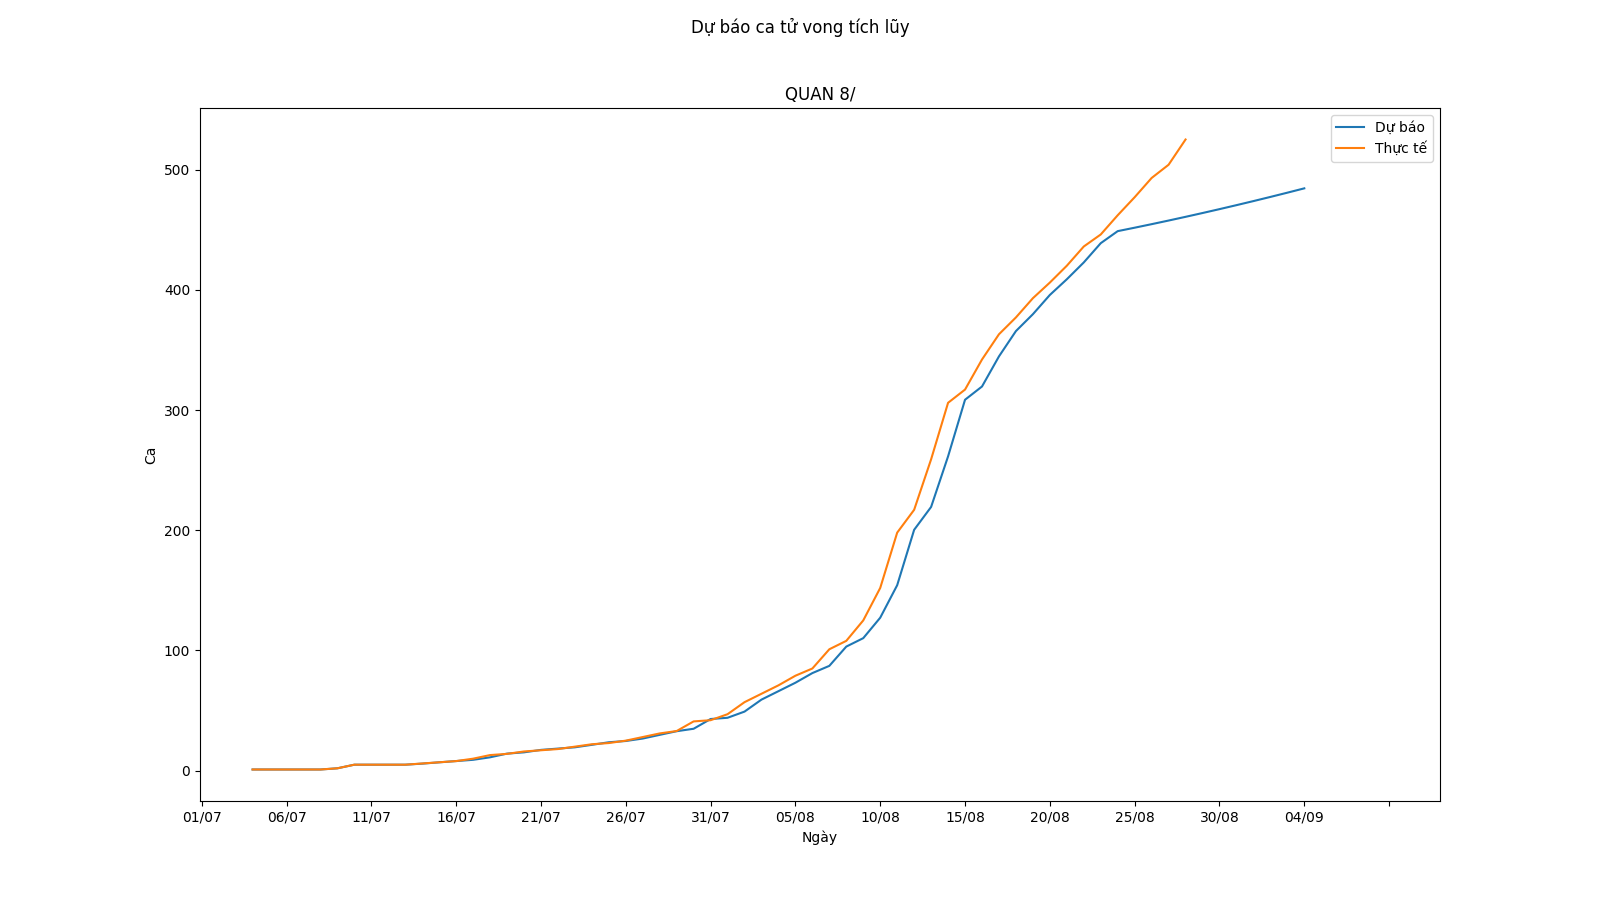 Dự báo ca tử vong tích lũy
QUAN 8/
Dự báo
Thực tế
500
400
300
200
100
0
Ca
01/07 06/07 11/07 16/07 21/07 26/07 31/07 05/08 10/08 15/08 20/08 25/08 30/08 04/09
Ngày